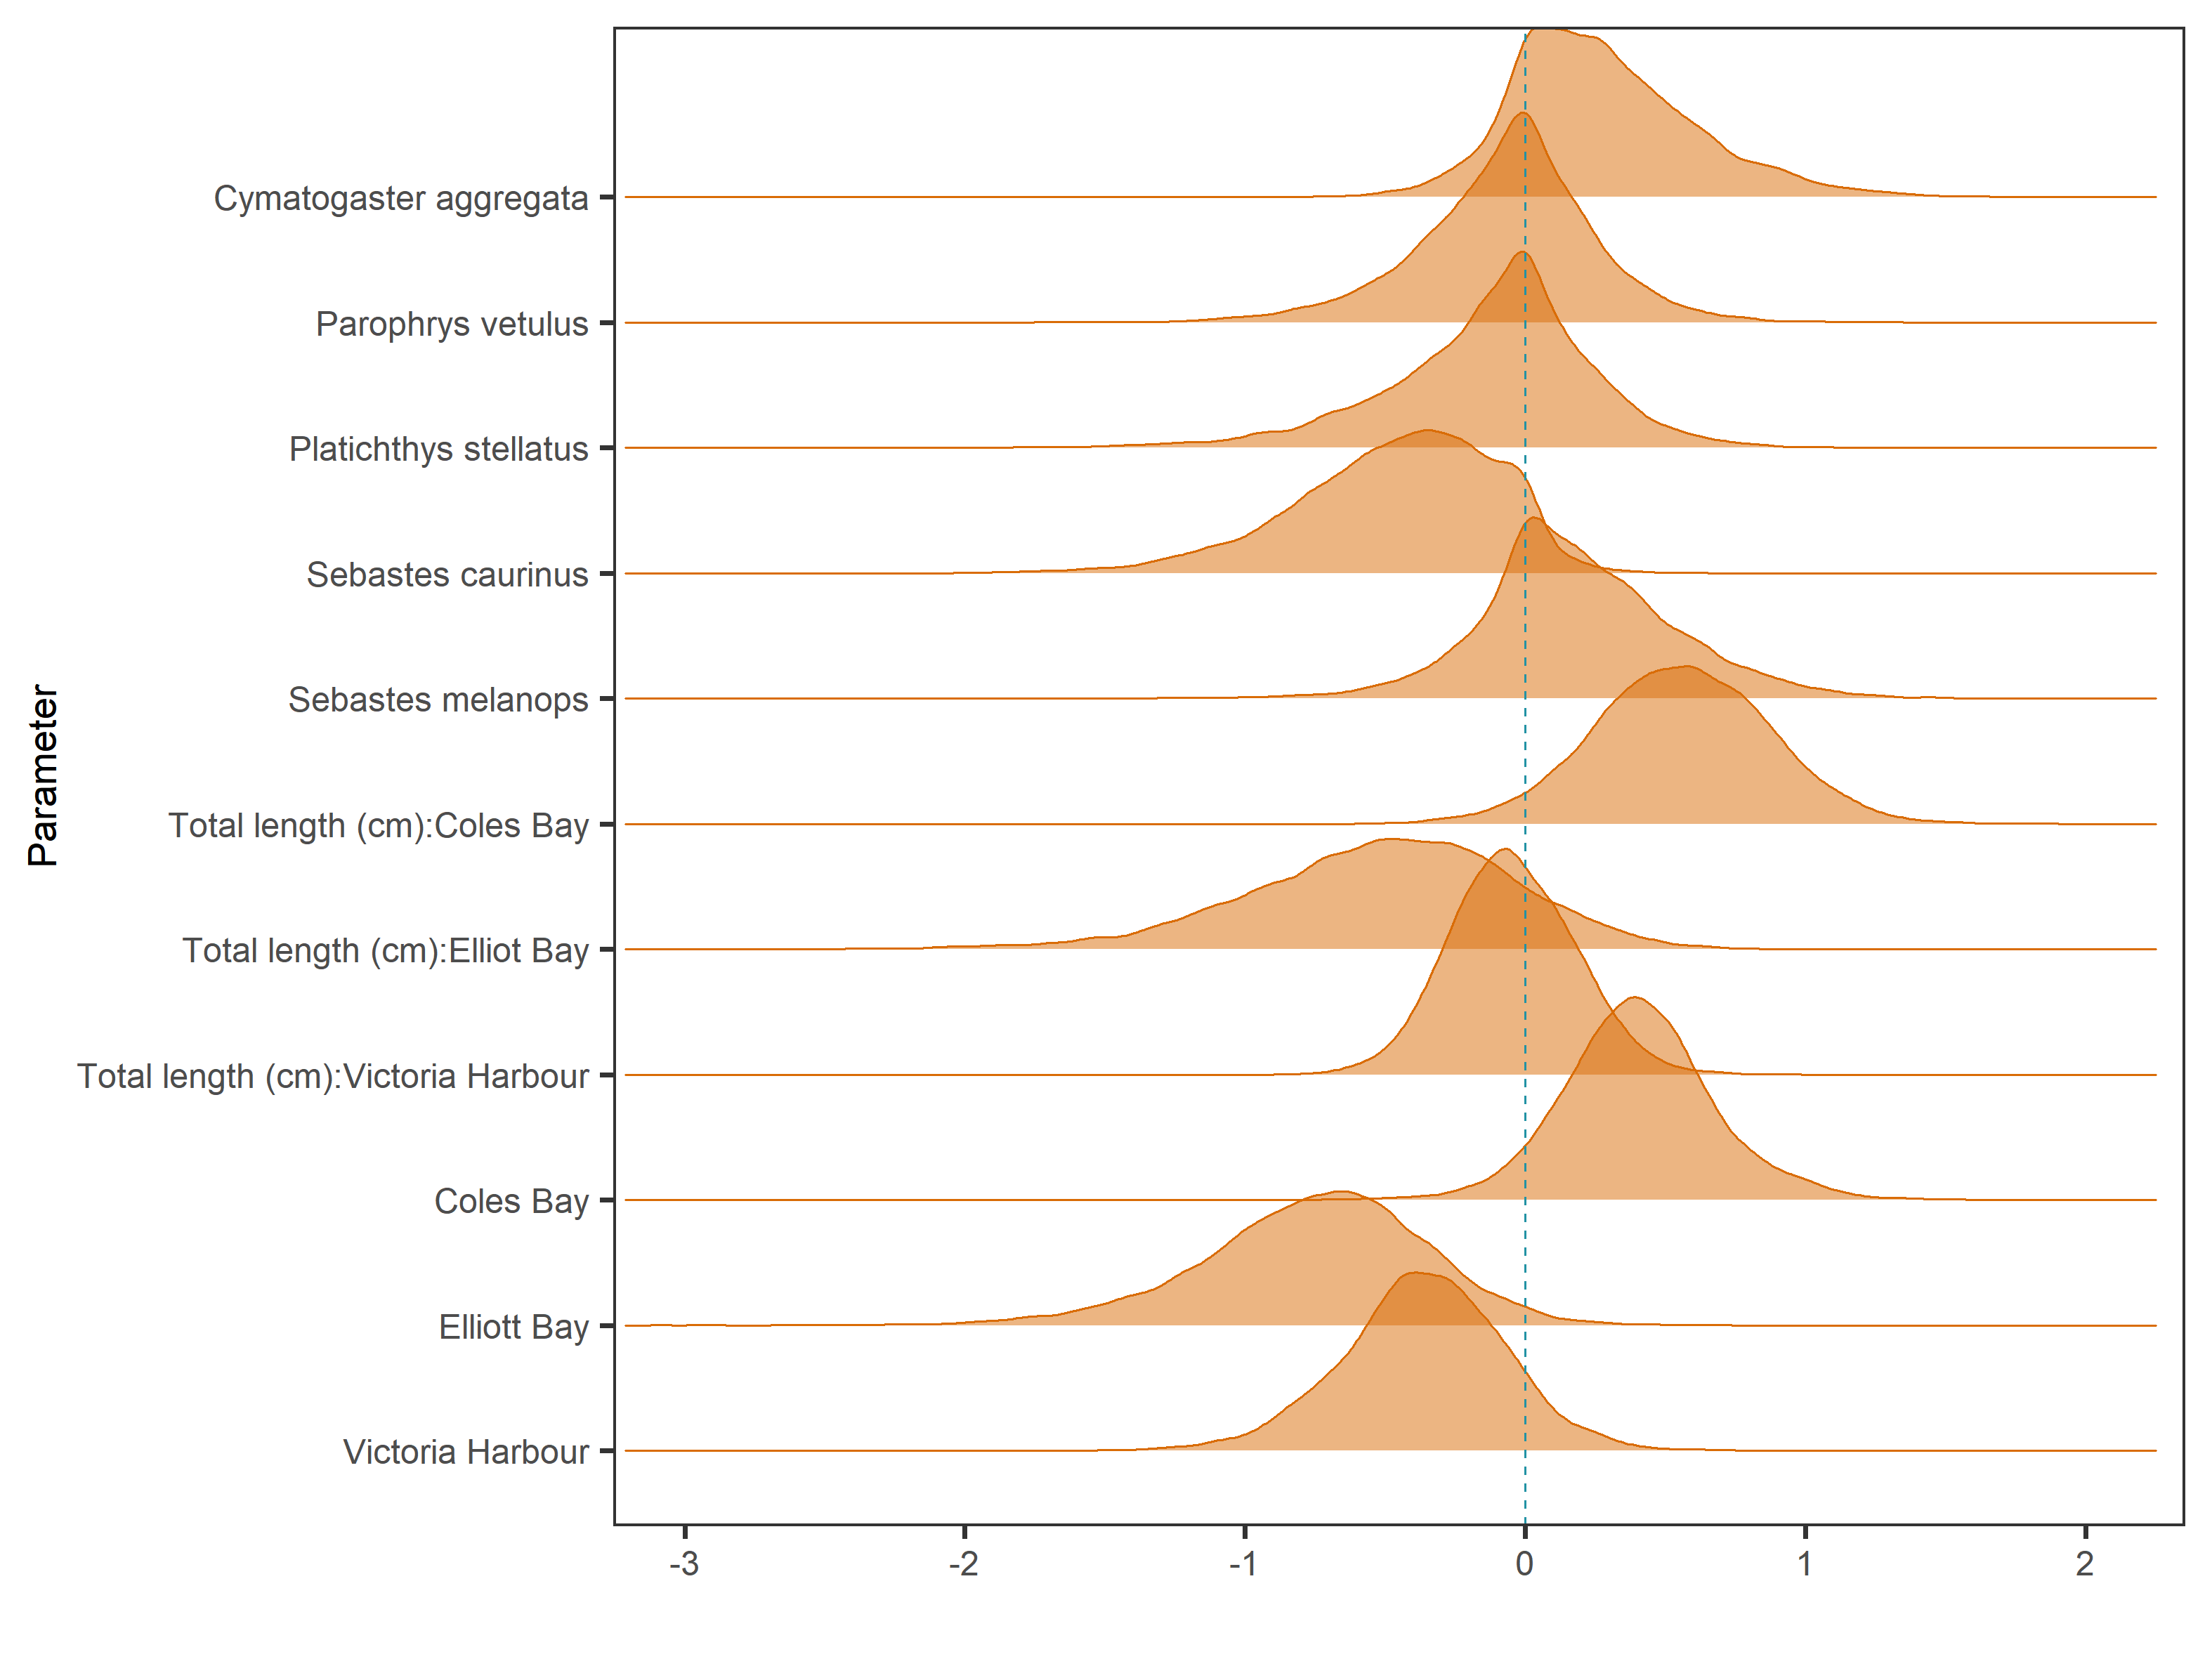 Cymatogaster aggregata
Parophrys vetulus
Platichthys stellatus
Sebastes caurinus
Sebastes melanops
Parameter
Total length (cm):Coles Bay
Total length (cm):Elliot Bay
Total length (cm):Victoria Harbour
Coles Bay
Elliott Bay
Victoria Harbour
-3 -2 -1 0 1 2